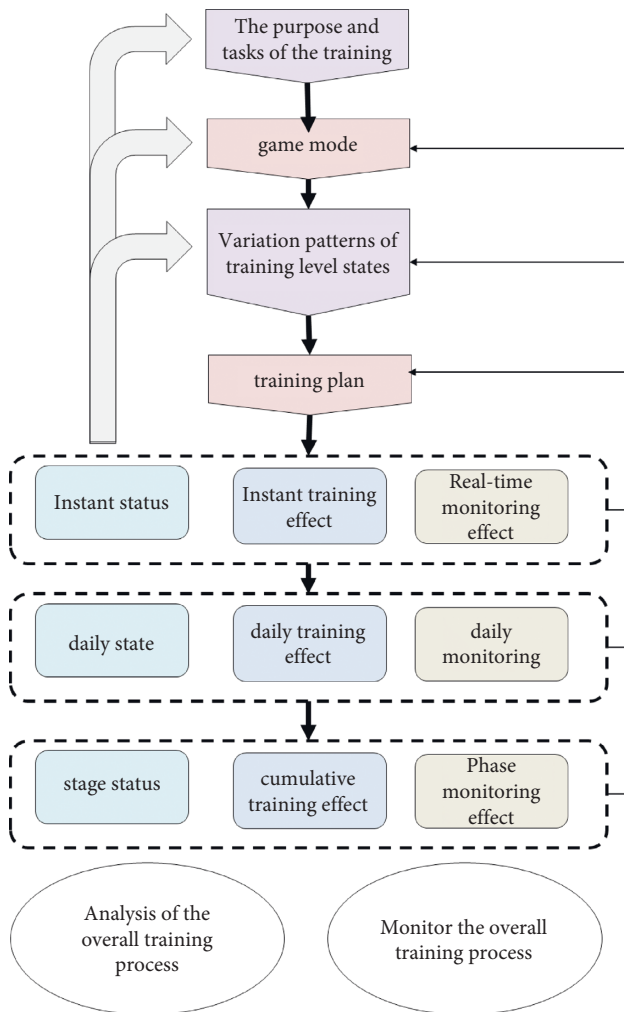 The purpose and
tasks of the training
game mode
Variation patterns of
training level states
training plan
Instant status
Instant training
effect
Real-time
monitoring
effect
daily state
daily training
effect
daily
monitoring
stage status
cumulative
training effect
Phase
monitoring
effect
Analysis of the
overall training
process
Monitor the overall
training process